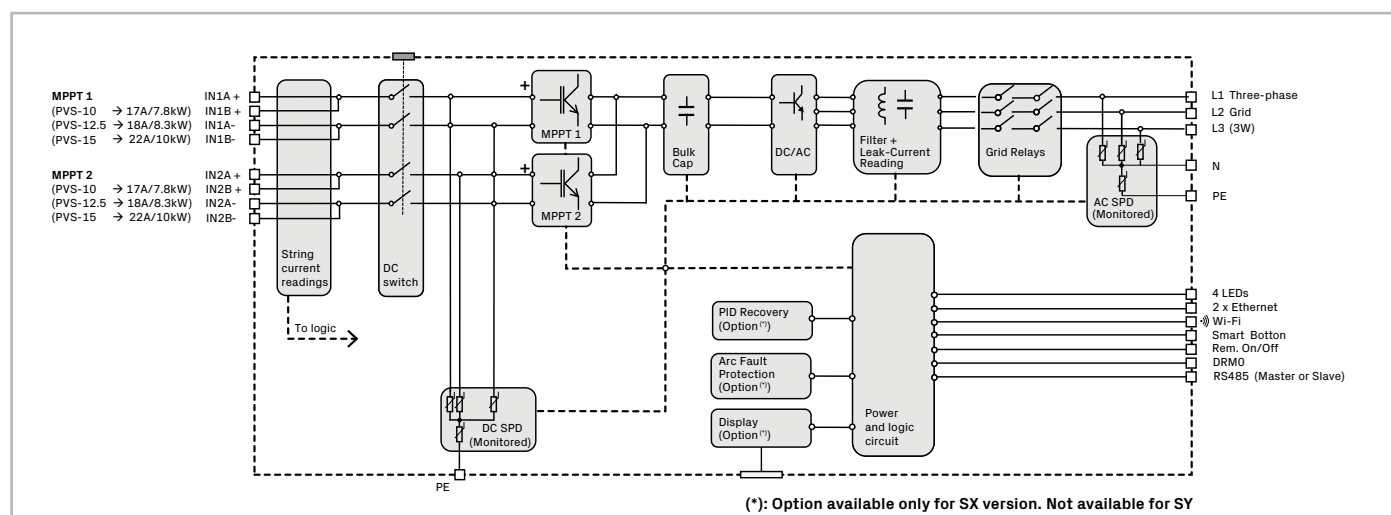 MPPT 1
(PVS-10 → 17A/7.8kW)
(PVS-12.5 → 18A/8.3kW)
(PVS-15 → 22A/10kW)
IN1A +
IN1B +
IN1A-
IN1B-
MPPT 2
(PVS-10 → 17A/7.8kW)
(PVS-12.5 → 18A/8.3kW)
(PVS-15 → 22A/10kW)
IN2A +
IN2B +
IN2A-
IN2B-
String
current
readings
To logic
DC
switch
+
MPPT 1
+
MPPT 2
Bulk
Cap
DC/AC
Filter +
Leak-Current
Reading
Grid Relays
L1 Three-phase
L2 Grid
L3 (3W)
N
PE
AC SPD
(Monitored)
DC SPD
(Monitored)
PE
PID Recovery
(Option (*))
Arc Fault
Protection
(Option (*))
Display
(Option (*))
Power
and logic
circuit
4 LEDs
2 x Ethernet
Wi-Fi
Smart Botton
Rem. On/Off
DRM0
RS485 (Master or Slave)
(*): Option available only for SX version. Not available for SY